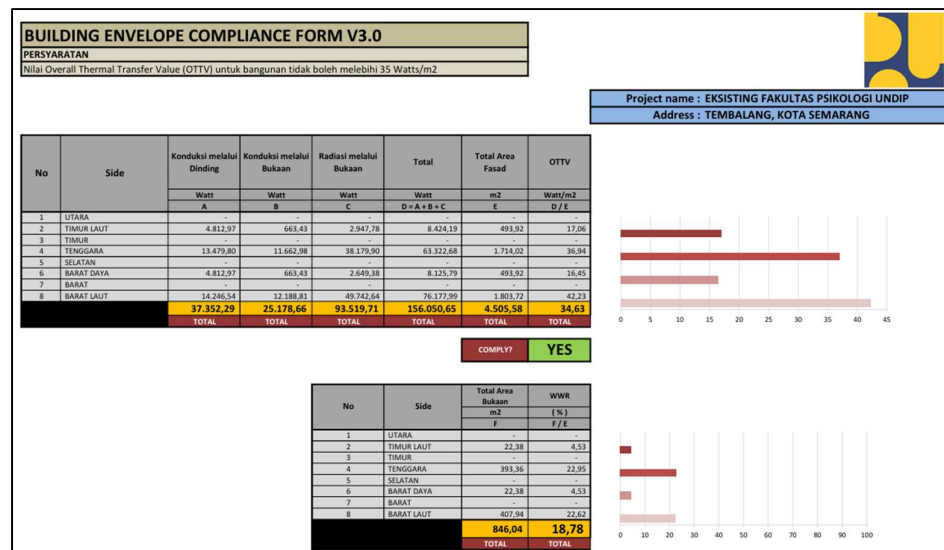 BUILDING ENVELOPE COMPLIANCE FORM V3.0
PERSYARATAN
Nilai Overall Thermal Transfer Value (OTTV) untuk bangunan tidak boleh melebihi 35 Watts/m2
Project name : EKSISTING FAKULTAS PSIKOLOGI UNDIP
Address : TEMBALANG, KOTA SEMARANG
No Side Konduksi melalui Dinding Konduksi melalui Bukaan Radiasi melalui Bukaan Total Total Area Fasad OTTV
Watt Watt Watt Watt m2 Watt/m2
A B C D = A + B + C E D / E
1 UTARA - - - - - -
2 TIMUR LAUT 4.812,97 663,43 2.947,78 8.424,19 493,92 17,06
3 TIMUR - - - - - -
4 TENGGARA 13.479,80 11.662,98 38.179,90 63.322,68 1.714,02 36,94
5 SELATAN - - - - - -
6 BARAT DAYA 4.812,97 663,43 2.649,38 8.125,79 493,92 16,45
7 BARAT - - - - - -
8 BARAT LAUT 14.246,54 12.188,81 49.742,64 76.177,99 1.803,72 42,23
37.352,29 25.178,66 93.519,71 156.050,65 4.505,58 34,63
TOTAL TOTAL TOTAL TOTAL TOTAL TOTAL
0 5 10 15 20 25 30 35 40 45
COMPLY? YES
No Side Total Area Bukaan WWR
m2 ( % )
F F / E
1 UTARA - -
2 TIMUR LAUT 22,38 4,53
3 TIMUR - -
4 TENGGARA 393,36 22,95
5 SELATAN - -
6 BARAT DAYA 22,38 4,53
7 BARAT - -
8 BARAT LAUT 407,94 22,62
846,04 18,78
TOTAL TOTAL
0 10 20 30 40 50 60 70 80 90 100